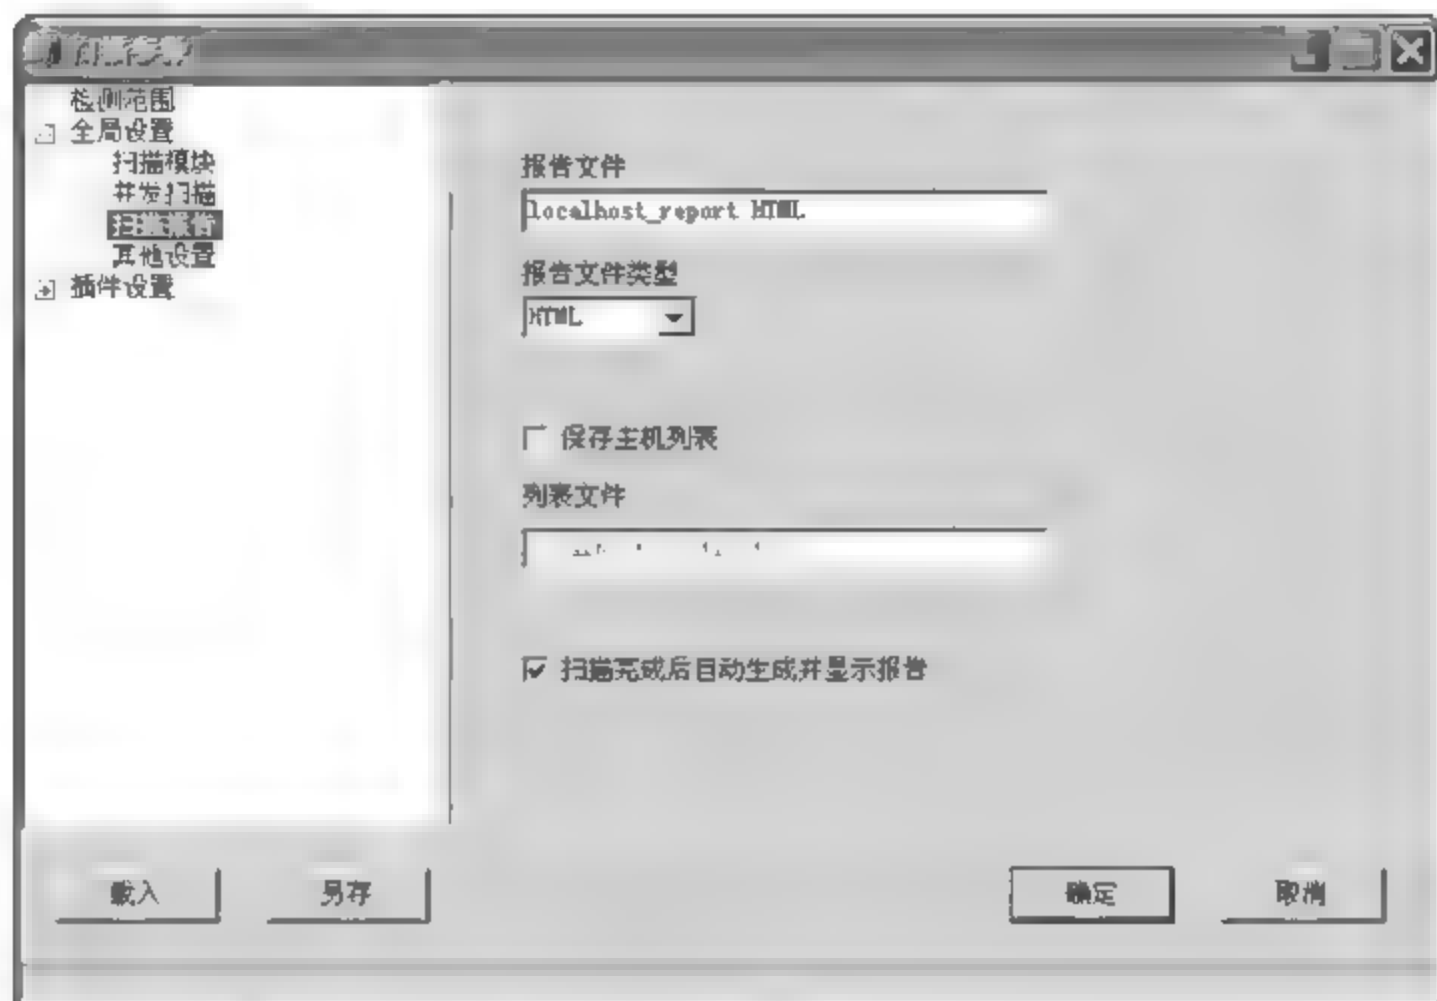 检测范围
全局设置
扫描模块
并发扫描
扫描报告
其他设置
插件设置
报告文件
localhost_report.HTML
报告文件类型
HTML
保存主机列表
列表文件
扫描完成后自动生成并显示报告
载入
另存
确定
取消